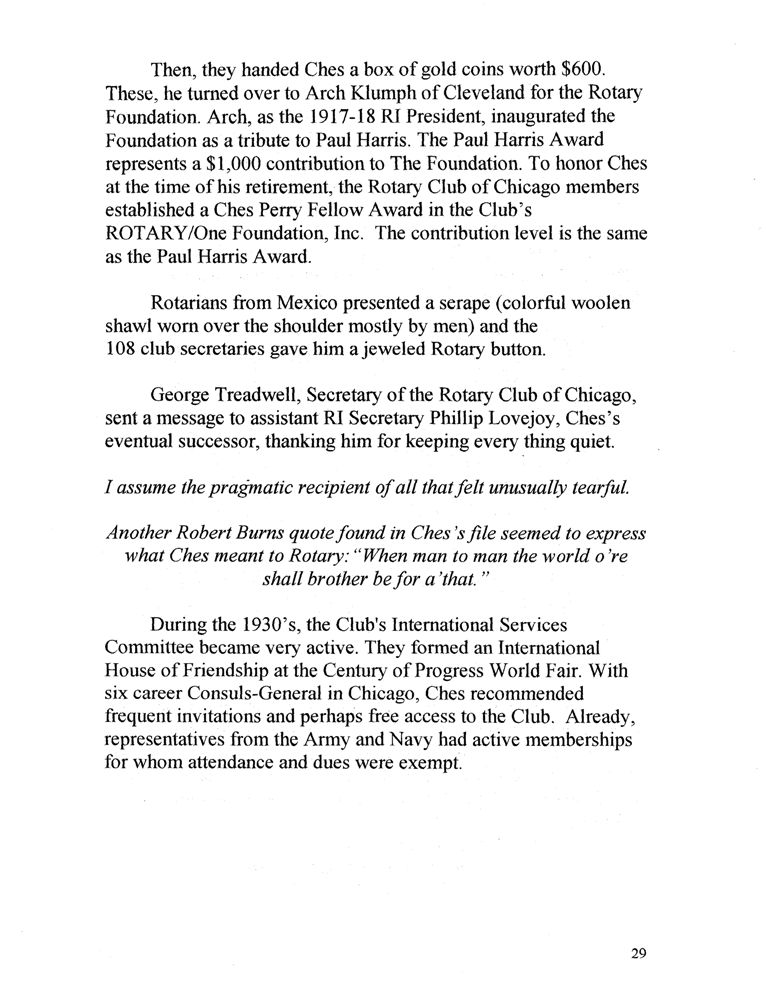 Then, they handed Ches a box of gold coins worth $600.
These, he turned over to Arch Klumph of Cleveland for the Rotary
Foundation. Arch, as the 1917-18 RI President, inaugurated the
Foundation as a tribute to Paul Harris. The Paul Harris Award
represents a $1,000 contribution to The Foundation. To honor Ches
at the time of his retirement, the Rotary Club of Chicago members
established a Ches Perry Fellow Award in the Club's
ROTARY/One Foundation, Inc. The contribution level is the same
as the Paul Harris Award.
Rotarians from Mexico presented a serape (colorful woolen
shawl worn over the shoulder mostly by men) and the
108 club secretaries gave him a jeweled Rotary button.
George Treadwell, Secretary of the Rotary Club of Chicago,
sent a message to assistant RI Secretary Phillip Lovejoy, Ches's
eventual successor, thanking him for keeping every thing quiet.
I assume the pragmatic recipient of all that felt unusually tearful.
Another Robert Burns quote found in Ches's file seemed to express
what Ches meant to Rotary: "When man to man the world o're
shall brother be for a'that."
During the 1930's, the Club's International Services
Committee became very active. They formed an International
House of Friendship at the Century of Progress World Fair. With
six career Consuls-General in Chicago, Ches recommended
frequent invitations and perhaps free access to the Club. Already,
representatives from the Army and Navy had active memberships
for whom attendance and dues were exempt.
29